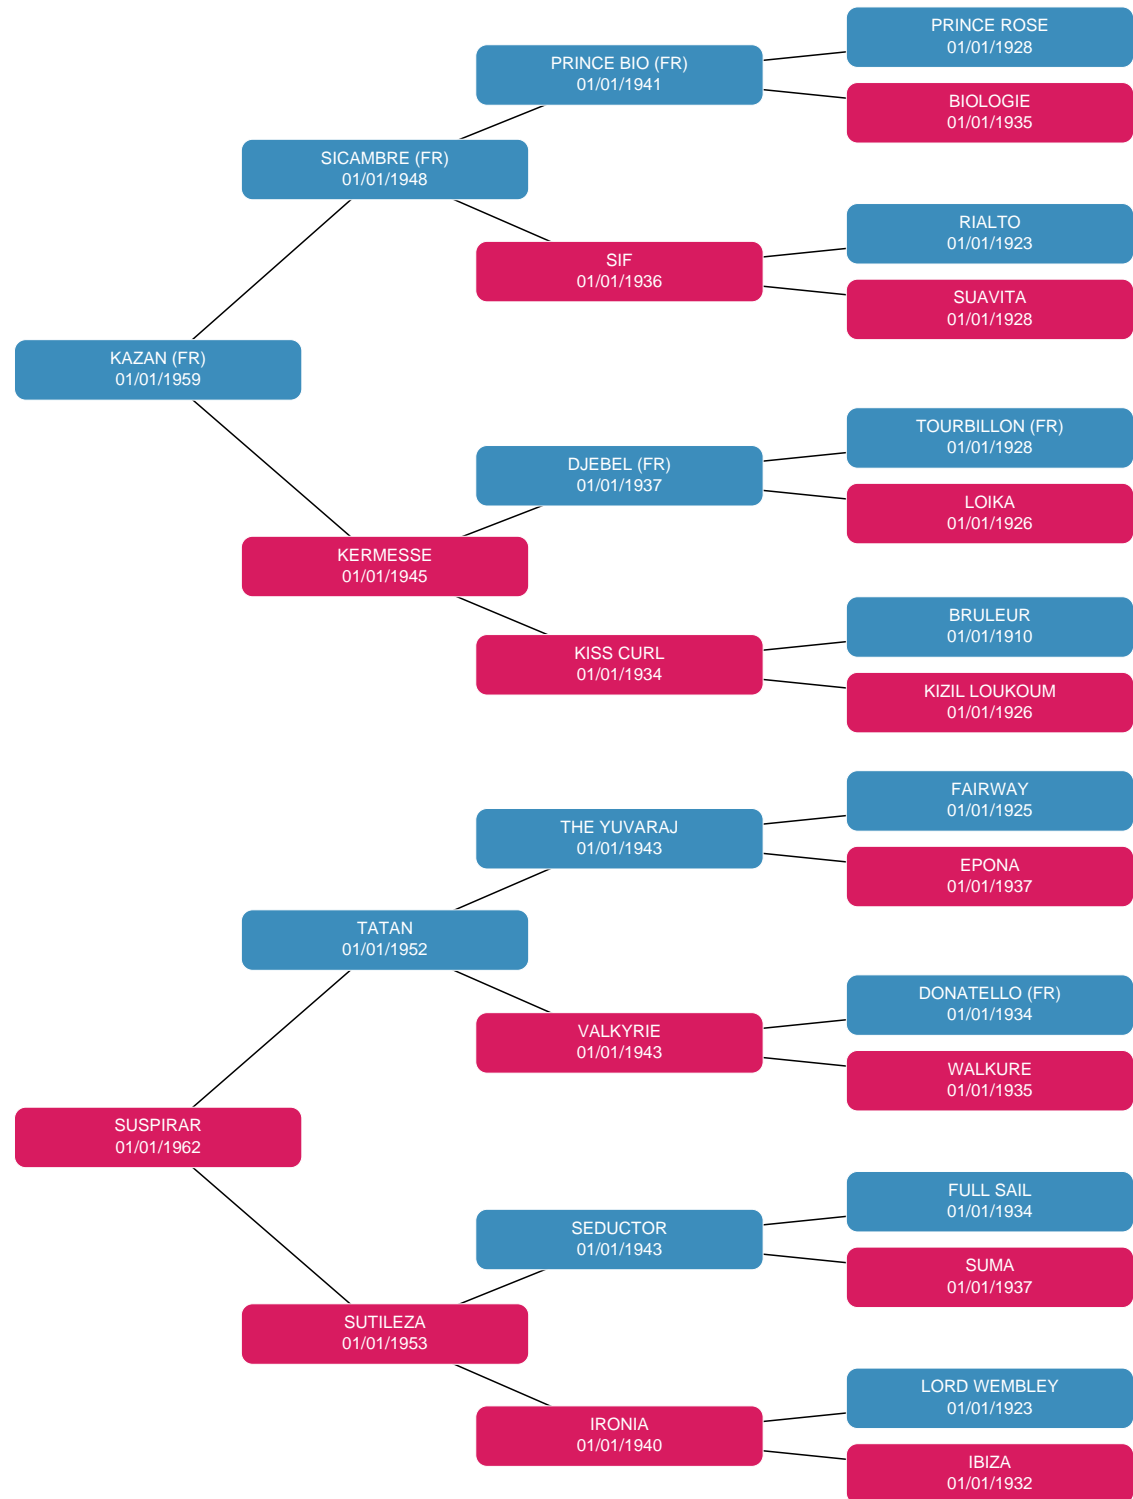 PRINCE ROSE
01/01/1928
PRINCE BIO (FR)
01/01/1941
BIOLOGIE
01/01/1935
SICAMBRE (FR)
01/01/1948
RIALTO
01/01/1923
SIF
01/01/1936
SUAVITA
01/01/1928
KAZAN (FR)
01/01/1959
TOURBILLON (FR)
01/01/1928
DJEBEL (FR)
01/01/1937
LOIKA
01/01/1926
KERMESSE
01/01/1945
BRULEUR
01/01/1910
KISS CURL
01/01/1934
KIZIL LOUKOUM
01/01/1926
FAIRWAY
01/01/1925
THE YUVARAJ
01/01/1943
EPONA
01/01/1937
TATAN
01/01/1952
DONATELLO (FR)
01/01/1934
VALKYRIE
01/01/1943
WALKURE
01/01/1935
SUSPIRAR
01/01/1962
FULL SAIL
01/01/1934
SEDUCTOR
01/01/1943
SUMA
01/01/1937
SUTILEZA
01/01/1953
LORD WEMBLEY
01/01/1923
IRONIA
01/01/1940
IBIZA
01/01/1932